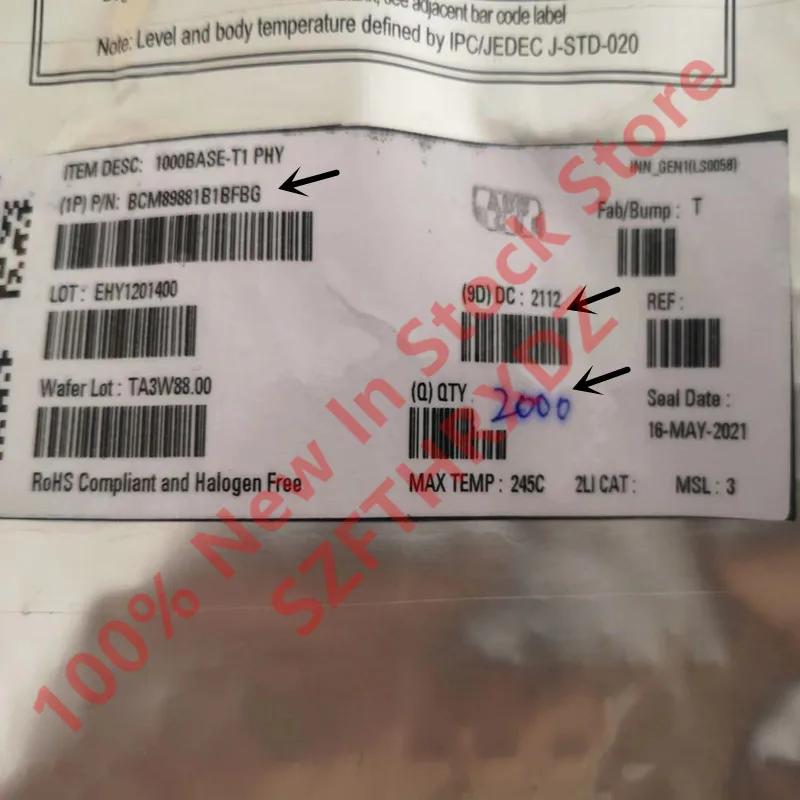 adjacent bar code label
Note: Level and body temperature defined by IPC/JEDEC J-STD-020
ITEM DESC: 1000BASE-T1 PHY
INN_GEN1(LS0058)
(1P) P/N: BCM89881B1BFBG
Fab/Bump : T
LOT : EHY1201400
(9D) DC : 2112
REF :
Wafer Lot : TA3W88.00
(Q) QTY 2000
Seal Date :
16-MAY-2021
RoHS Compliant and Halogen Free
MAX TEMP : 245C
2LI CAT :
MSL : 3
100% New In Stock Store
SZFTHRXDZ